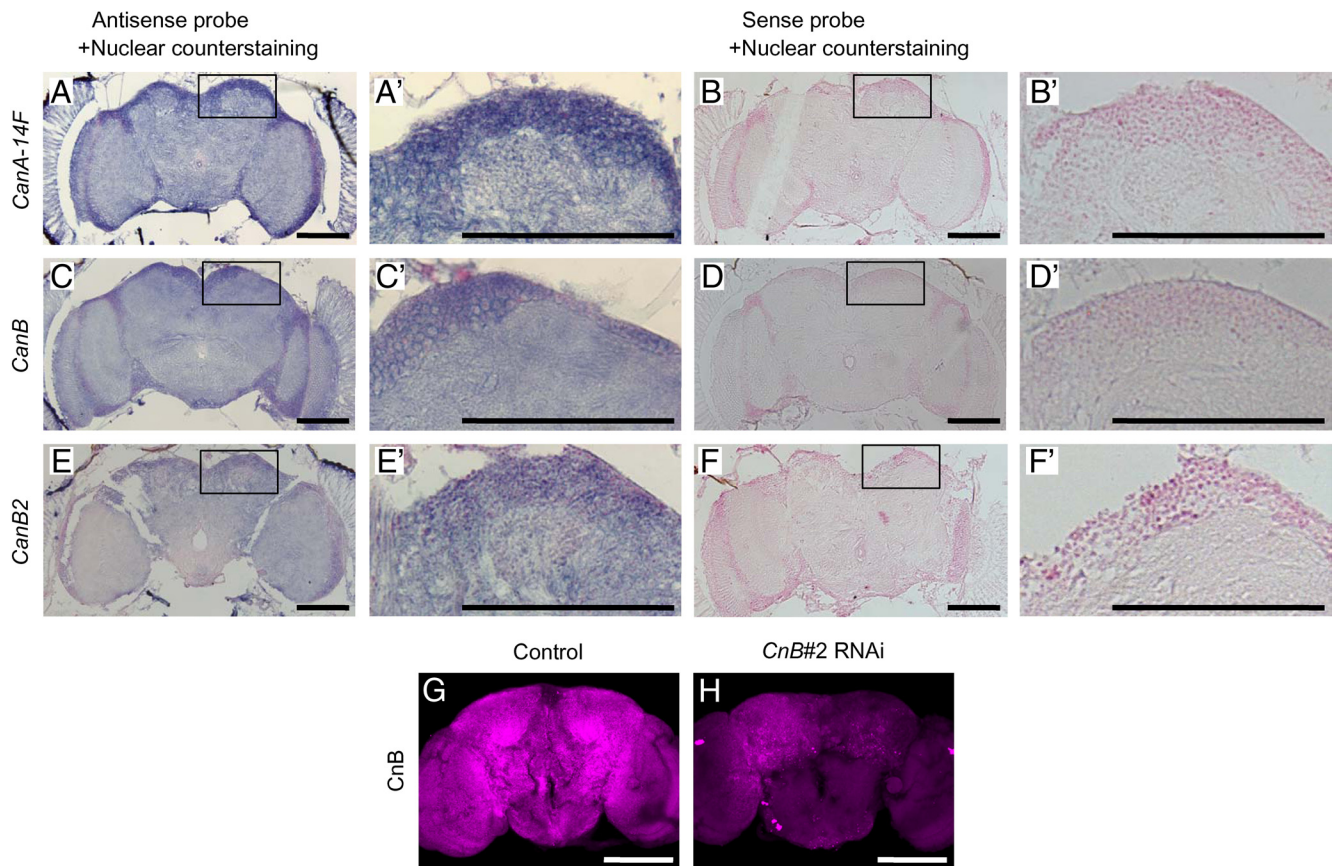 Antisense probe
+Nuclear counterstaining
Sense probe
+Nuclear counterstaining
CanA-14F
A
A'
B
B'
CanB
C
C'
D
D'
CanB2
E
E'
F
F'
Control
CnB#2 RNAi
CnB
G
H